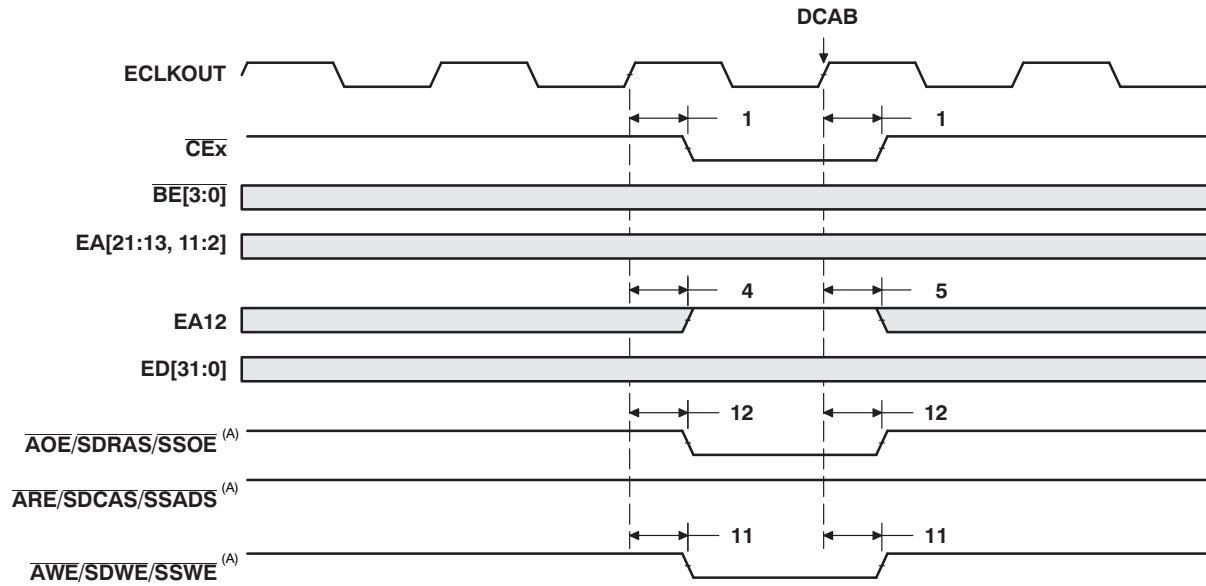 DCAB
ECLKOUT
1 1
CEx
BE[3:0]
EA[21:13, 11:2]
4 5
EA12
ED[31:0]
12 12
AOE/SDRAS/SSOE (A)
ARE/SDCAS/SSADS (A)
11 11
AWE/SDWE/SSWE (A)